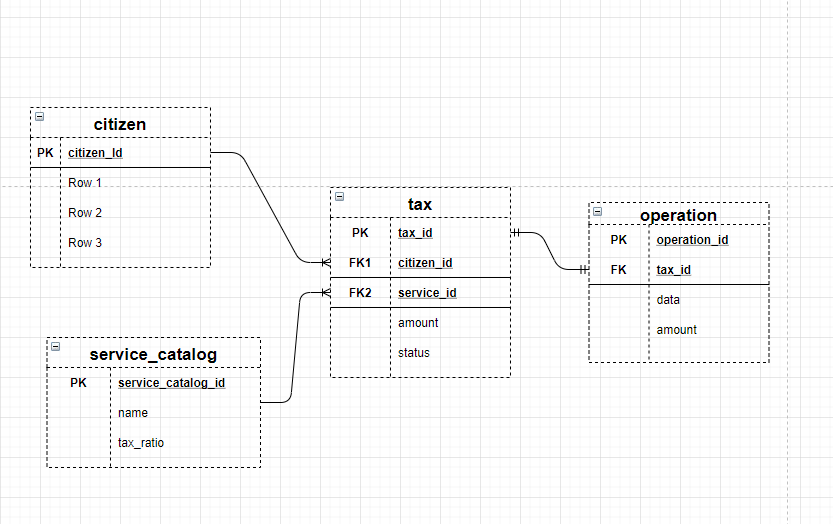 citizen
PK citizen_Id
Row 1
Row 2
Row 3
tax
PK tax_id
FK1 citizen_id
FK2 service_id
amount
status
operation
PK operation_id
FK tax_id
data
amount
service_catalog
PK service_catalog_id
name
tax_ratio